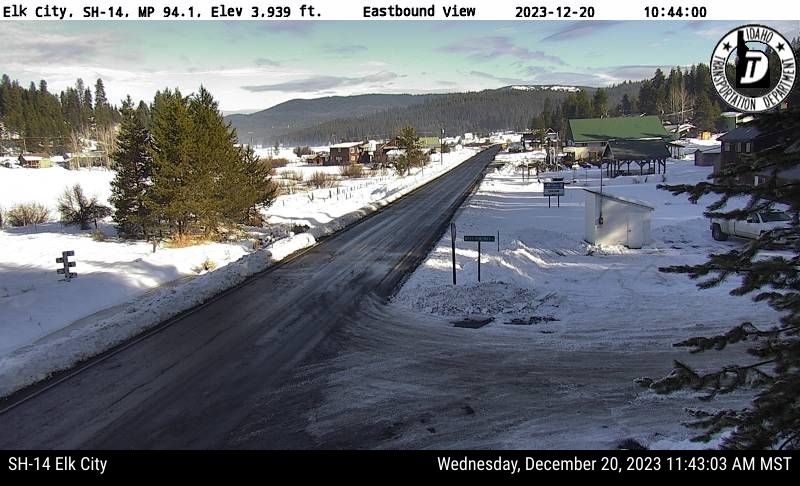 Elk City, SH-14, MP 94.1, Elev 3,939 ft. Eastbound View 2023-12-20 10:44:00
IDAHO
TRANSPORTATION DEPARTMENT
SH-14 Elk City Wednesday, December 20, 2023 11:43:03 AM MST